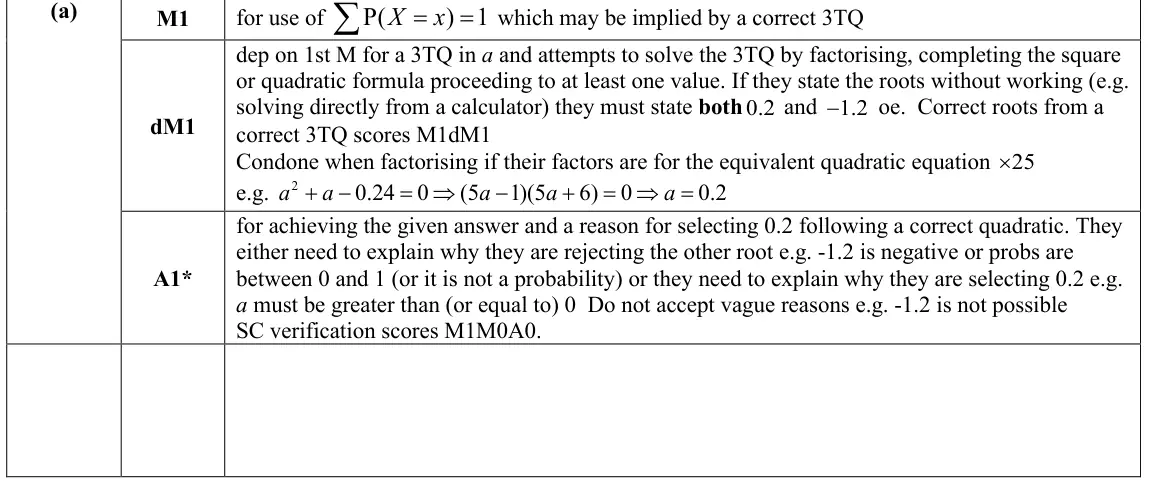 (a) M1 for use of ∑P(X = x) = 1 which may be implied by a correct 3TQ
dep on 1st M for a 3TQ in a and attempts to solve the 3TQ by factorising, completing the square
or quadratic formula proceeding to at least one value. If they state the roots without working (e.g.
solving directly from a calculator) they must state both 0.2 and −1.2 oe. Correct roots from a
dM1
correct 3TQ scores M1dM1
Condone when factorising if their factors are for the equivalent quadratic equation ×25
e.g. a² + a − 0.24 = 0 ⇒ (5a −1)(5a + 6) = 0 ⇒ a = 0.2
for achieving the given answer and a reason for selecting 0.2 following a correct quadratic. They
either need to explain why they are rejecting the other root e.g. -1.2 is negative or probs are
A1* between 0 and 1 (or it is not a probability) or they need to explain why they are selecting 0.2 e.g.
a must be greater than (or equal to) 0 Do not accept vague reasons e.g. -1.2 is not possible
SC verification scores M1M0A0.